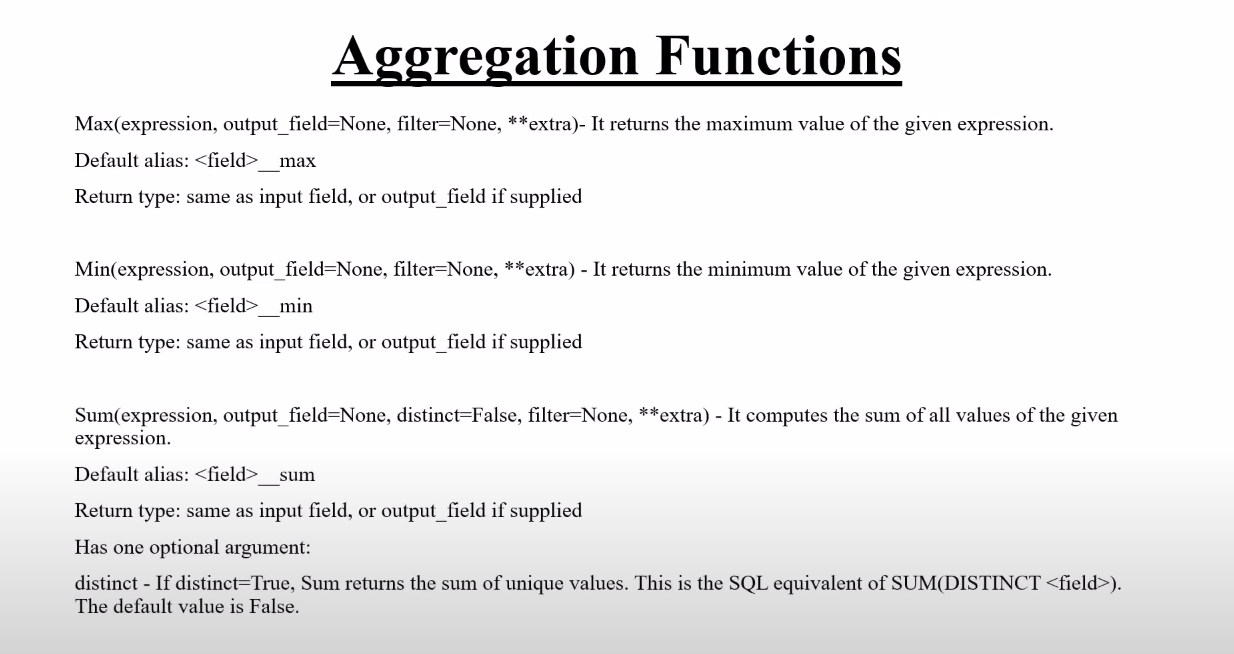 Aggregation Functions
Max(expression, output_field=None, filter=None, **extra)- It returns the maximum value of the given expression.
Default alias: <field>__max
Return type: same as input field, or output_field if supplied
Min(expression, output_field=None, filter=None, **extra) - It returns the minimum value of the given expression.
Default alias: <field>__min
Return type: same as input field, or output_field if supplied
Sum(expression, output_field=None, distinct=False, filter=None, **extra) - It computes the sum of all values of the given
expression.
Default alias: <field>__sum
Return type: same as input field, or output_field if supplied
Has one optional argument:
distinct - If distinct=True, Sum returns the sum of unique values. This is the SQL equivalent of SUM(DISTINCT <field>).
The default value is False.